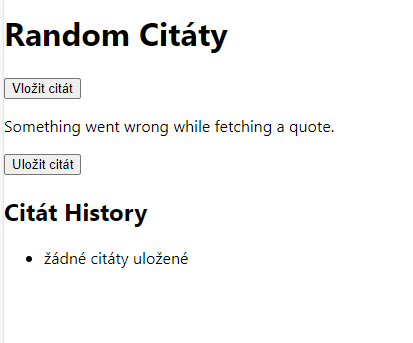 Random Citáty
Vložit citát
Something went wrong while fetching a quote.
Uložit citát
Citát History
žádné citáty uložené